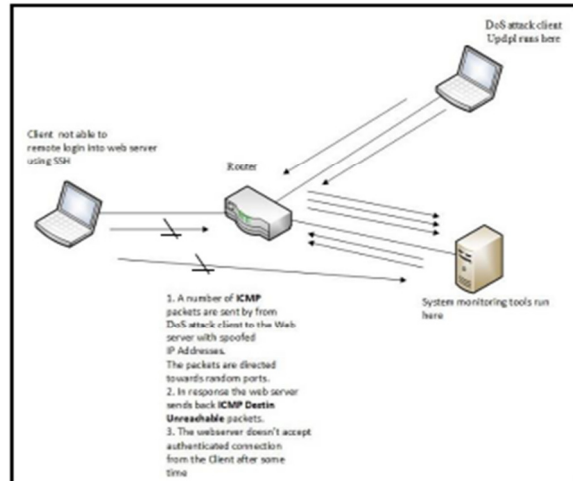 DoS attack client
Updpl runs here
Client not able to
remote login into web server
using SSH
Router
System monitoring tools run
here
1. A number of ICMP
packets are sent by from
DoS attack client to the Web
server with spoofed
IP Addresses.
The packets are directed
towards random ports.
2. In response the web server
sends back ICMP Destin
Unreachable packets.
3. The webserver doesn't accept
authenticated connection
from the Client after some
time